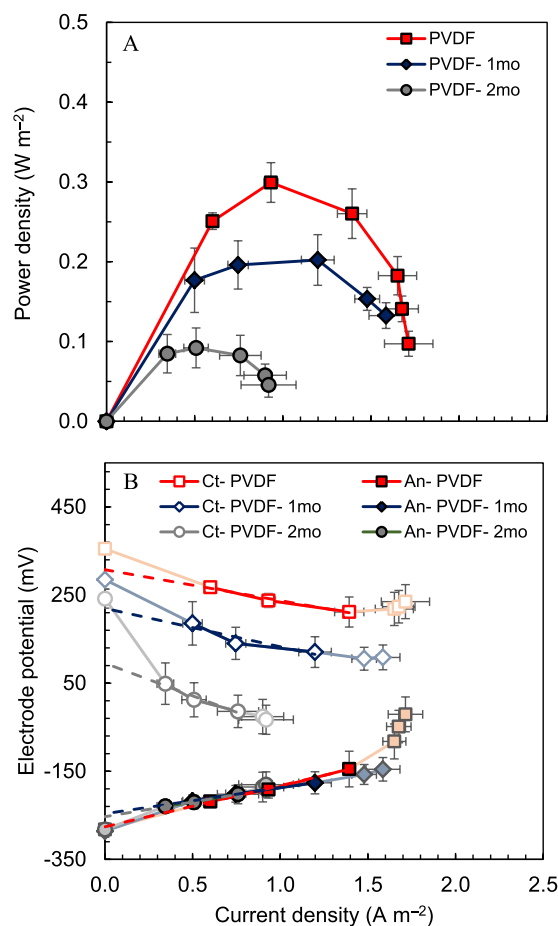 A
PVDF
PVDF- 1mo
PVDF- 2mo
Power density (W m⁻²)
0.5
0.4
0.3
0.2
0.1
0.0
B
Ct- PVDF
An- PVDF
Ct- PVDF- 1mo
An- PVDF- 1mo
Ct- PVDF- 2mo
An- PVDF- 2mo
Electrode potential (mV)
450
250
50
-150
-350
0.0 0.5 1.0 1.5 2.0 2.5
Current density (A m⁻²)